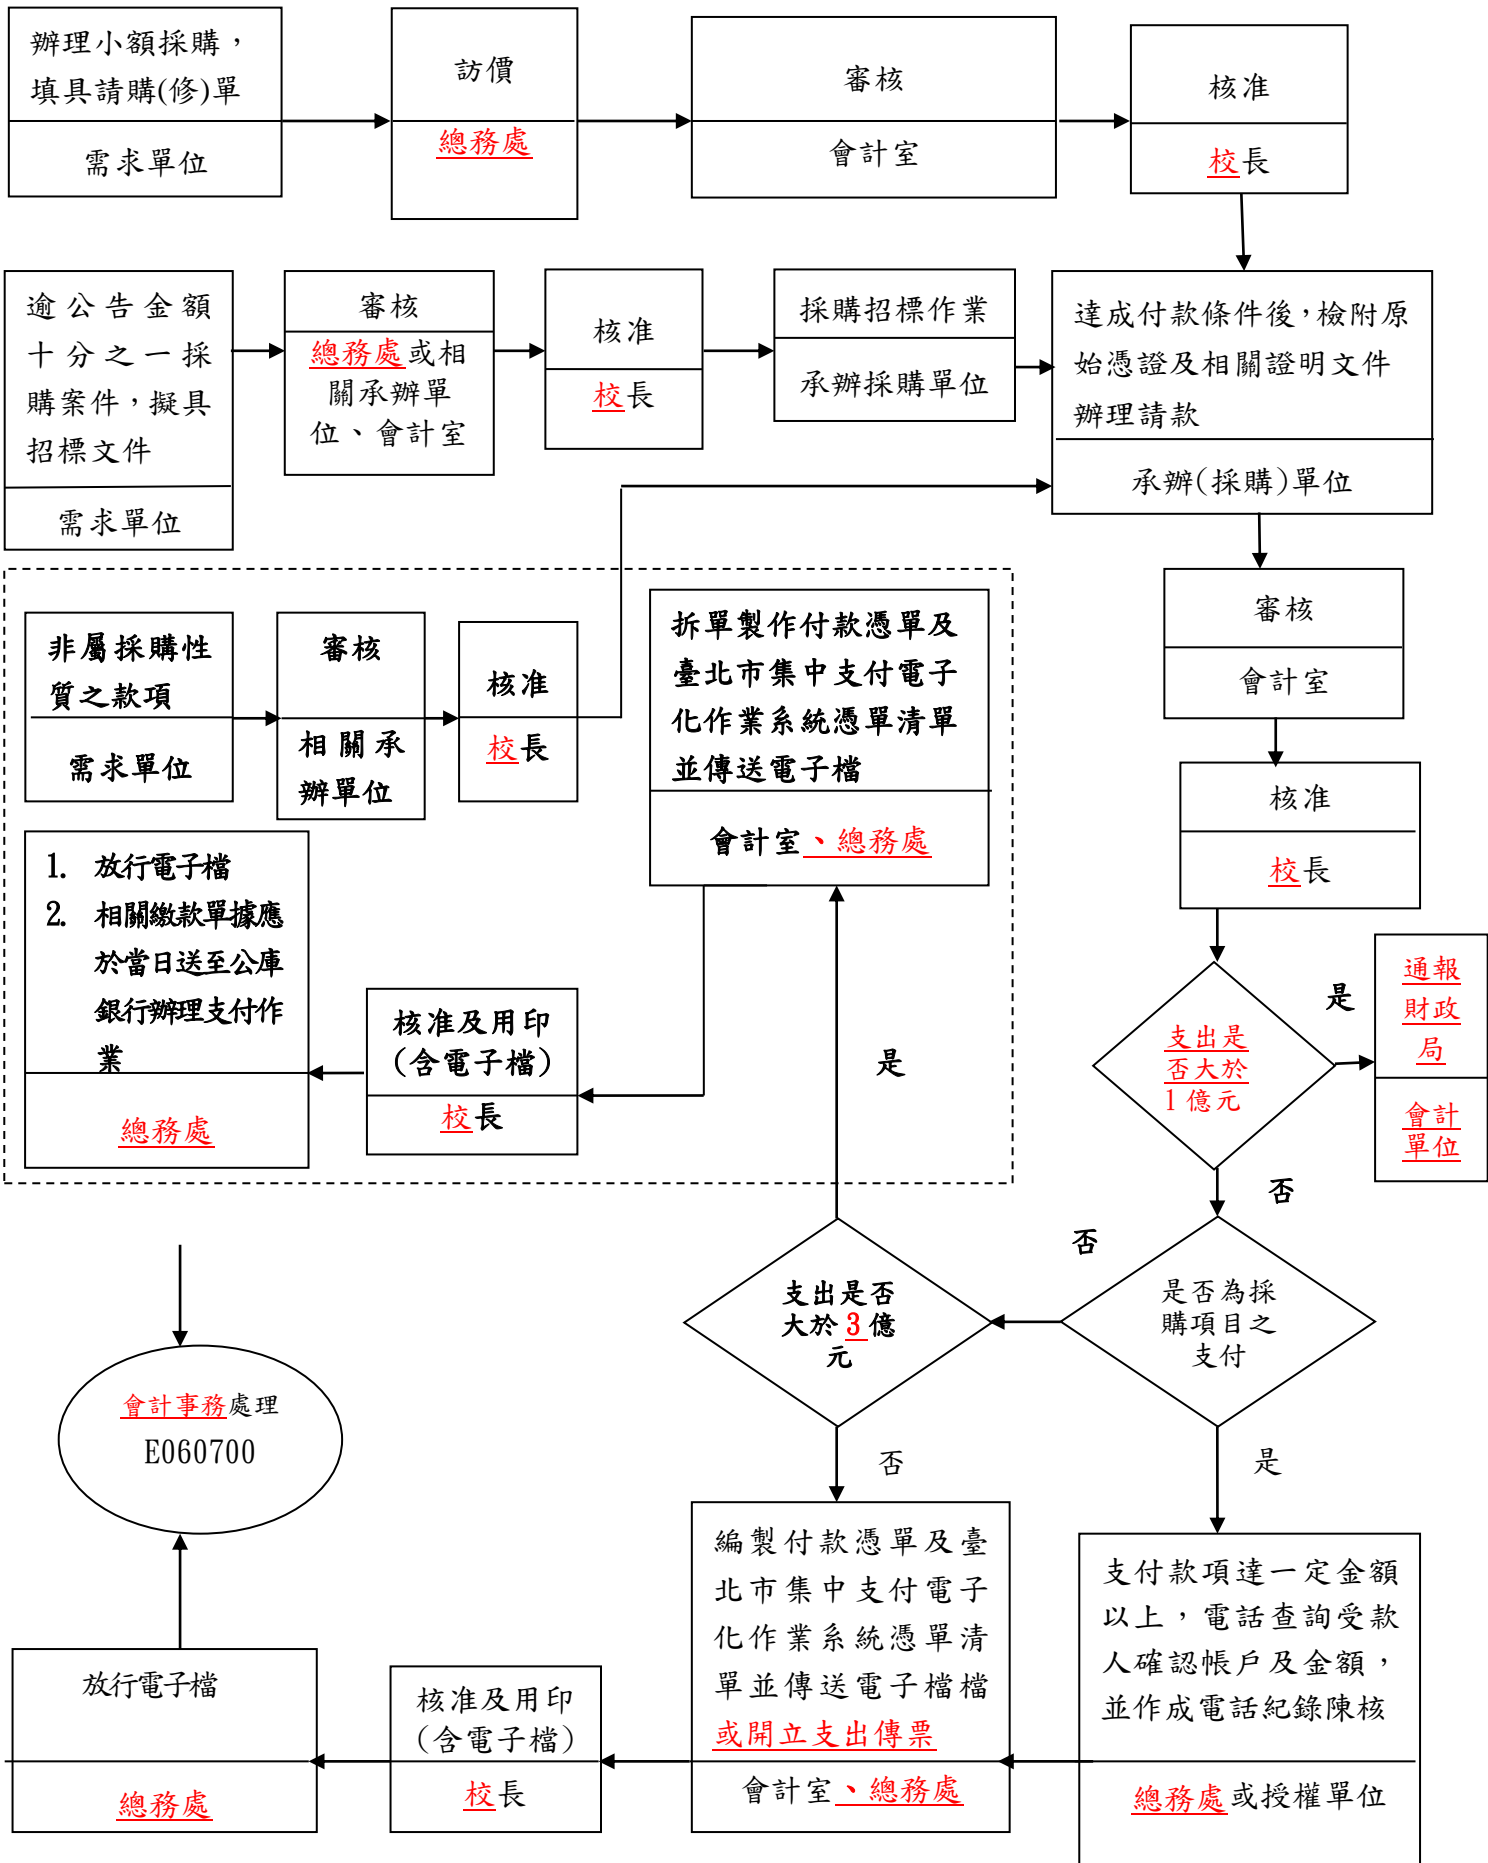 辦理小額採購，
填具請購(修)單
需求單位
訪價
總務處
審核
會計室
核准
校長
逾公告金額
十分之一採
購案件，擬具
招標文件
需求單位
審核
總務處或相
關承辦單
位、會計室
核准
校長
採購招標作業
承辦採購單位
達成付款條件後，檢附原
始憑證及相關證明文件
辦理請款
承辦(採購)單位
非屬採購性
質之款項
需求單位
審核
相關承
辦單位
核准
校長
拆單製作付款憑單及
臺北市集中支付電子
化作業系統憑單清單
並傳送電子檔
會計室、總務處
審核
會計室
核准
校長
1. 放行電子檔
2. 相關繳款單據應
於當日送至公庫
銀行辦理支付作
業
總務處
核准及用印
(含電子檔)
校長
是
支出是
否大於
1億元
是
通報
財政
局
會計
單位
否
否
支出是否
大於3億
元
是否為採
購項目之
支付
會計事務處理
E060700
否
是
編製付款憑單及臺
北市集中支付電子
化作業系統憑單清
單並傳送電子檔檔
或開立支出傳票
會計室、總務處
支付款項達一定金額
以上，電話查詢受款
人確認帳戶及金額，
並作成電話紀錄陳核
總務處或授權單位
放行電子檔
總務處
核准及用印
(含電子檔)
校長